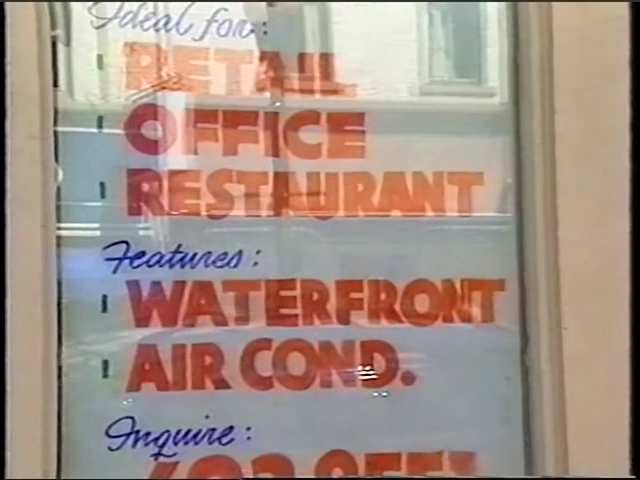 Ideal for:
- RETAIL
- OFFICE
- RESTAURANT
Features:
- WATERFRONT
- AIR COND.
Inquire: